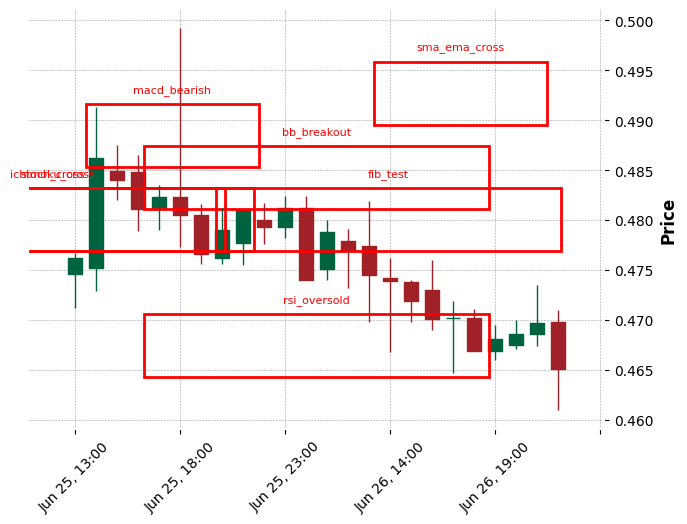 0.500
sma_ema_cross
0.495
macd_bearish
0.490
bb_breakout
0.485
fib_test
0.480
Price
0.475
rsi_oversold
0.470
0.465
0.460
Jun 25, 13:00
Jun 25, 18:00
Jun 25, 23:00
Jun 26, 14:00
Jun 26, 19:00